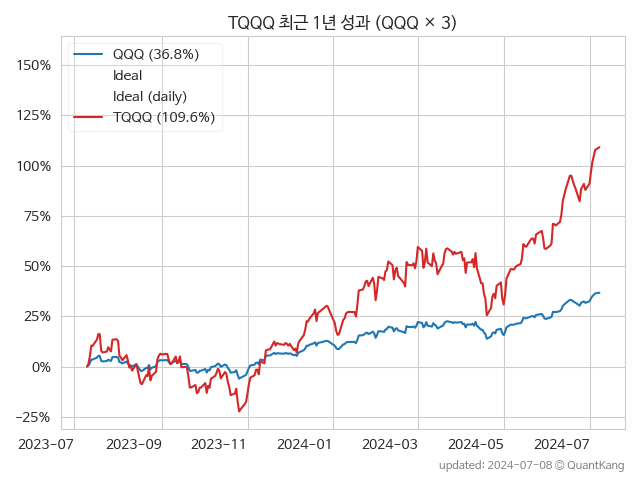 TQQQ 최근 1년 성과 (QQQ × 3)
QQQ (36.8%)
Ideal
Ideal (daily)
TQQQ (109.6%)
150%
125%
100%
75%
50%
25%
0%
−25%
2023−07 2023−09 2023−11 2024−01 2024−03 2024−05 2024−07
updated: 2024-07-08 © QuantKang